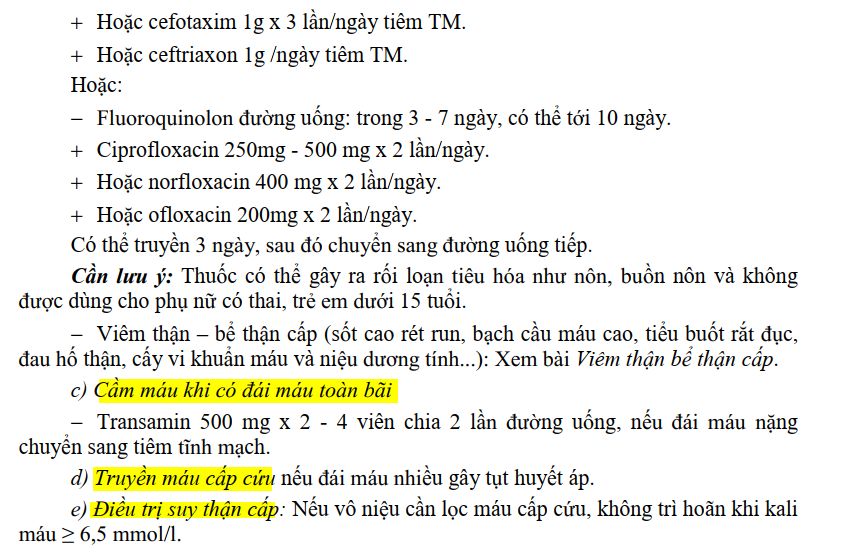 + Hoặc cefotaxim 1g x 3 lần/ngày tiêm TM.
+ Hoặc ceftriaxon 1g /ngày tiêm TM.
Hoặc:
− Fluoroquinolon đường uống: trong 3 - 7 ngày, có thể tới 10 ngày.
+ Ciprofloxacin 250mg - 500 mg x 2 lần/ngày.
+ Hoặc norfloxacin 400 mg x 2 lần/ngày.
+ Hoặc ofloxacin 200mg x 2 lần/ngày.
Có thể truyền 3 ngày, sau đó chuyển sang đường uống tiếp.
Cần lưu ý: Thuốc có thể gây ra rối loạn tiêu hóa như nôn, buồn nôn và không
được dùng cho phụ nữ có thai, trẻ em dưới 15 tuổi.
− Viêm thận – bể thận cấp (sốt cao rét run, bạch cầu máu cao, tiểu buốt rắt đục,
đau hố thận, cấy vi khuẩn máu và niệu dương tính...): Xem bài Viêm thận bể thận cấp.
c) Cầm máu khi có đái máu toàn bãi
− Transamin 500 mg x 2 - 4 viên chia 2 lần đường uống, nếu đái máu nặng
chuyển sang tiêm tĩnh mạch.
d) Truyền máu cấp cứu nếu đái máu nhiều gây tụt huyết áp.
e) Điều trị suy thận cấp: Nếu vô niệu cần lọc máu cấp cứu, không trì hoãn khi kali
máu ≥ 6,5 mmol/l.